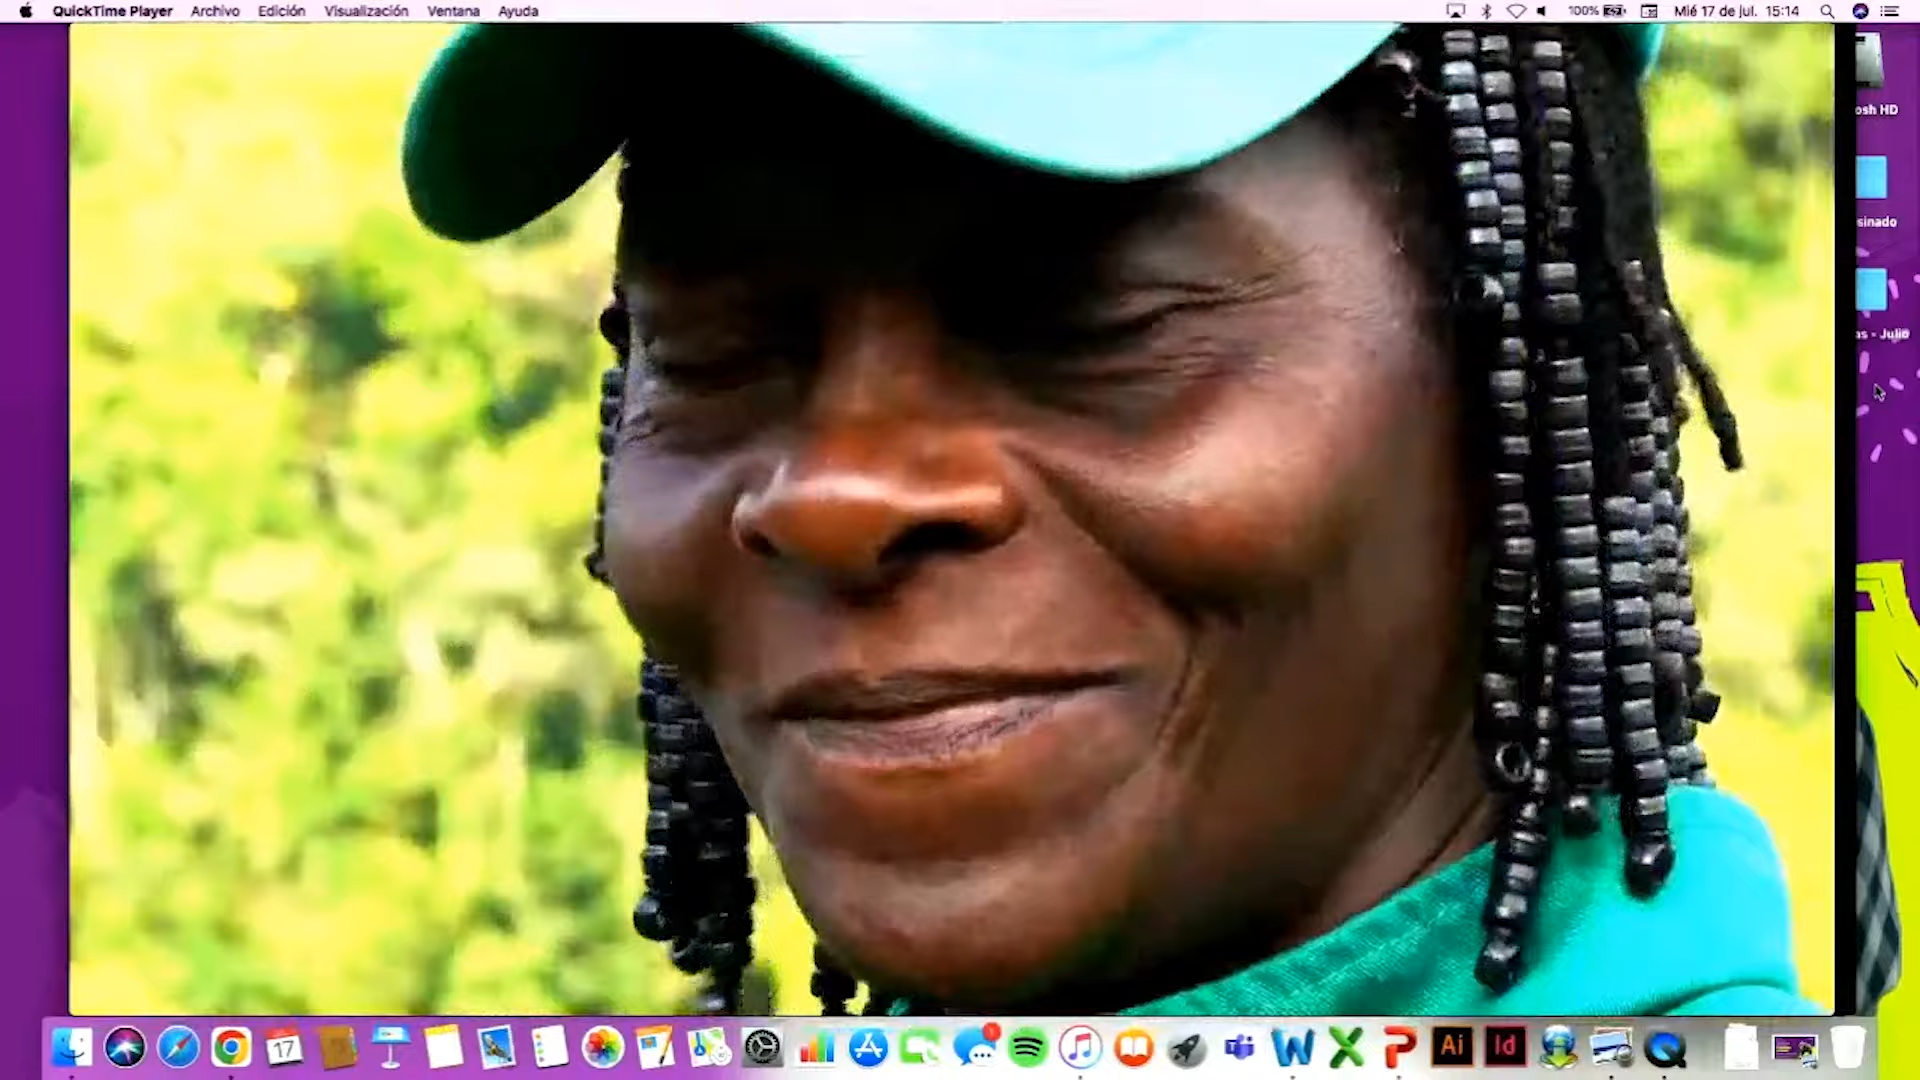 QuickTime Player Archivo Edición Visualización Ventana Ayuda 100% Mié 17 de jul. 15:14
osh HD
sinado
as - Julio
17
1
W X P Ai Id